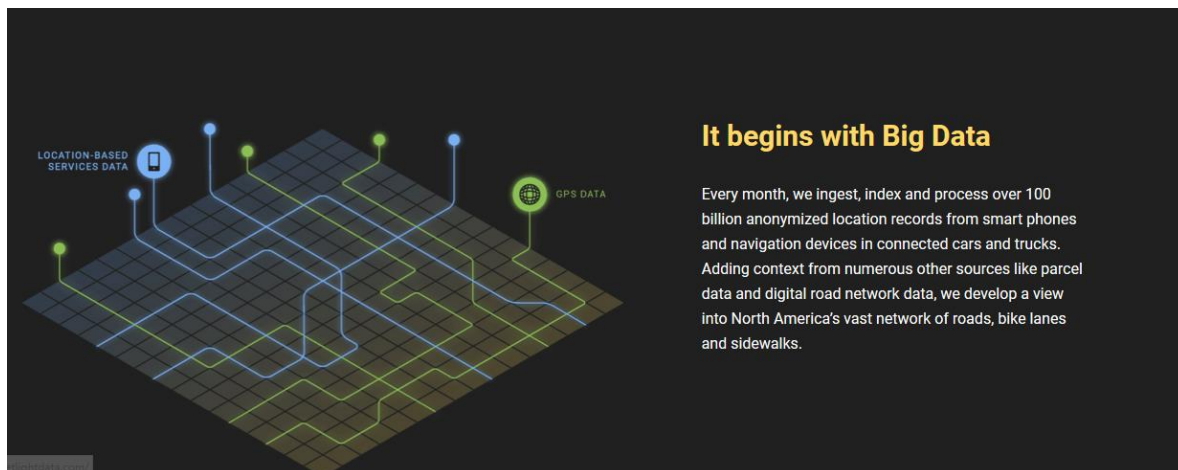 LOCATION-BASED
SERVICES DATA
GPS DATA
It begins with Big Data
Every month, we ingest, index and process over 100
billion anonymized location records from smart phones
and navigation devices in connected cars and trucks.
Adding context from numerous other sources like parcel
data and digital road network data, we develop a view
into North America's vast network of roads, bike lanes
and sidewalks.